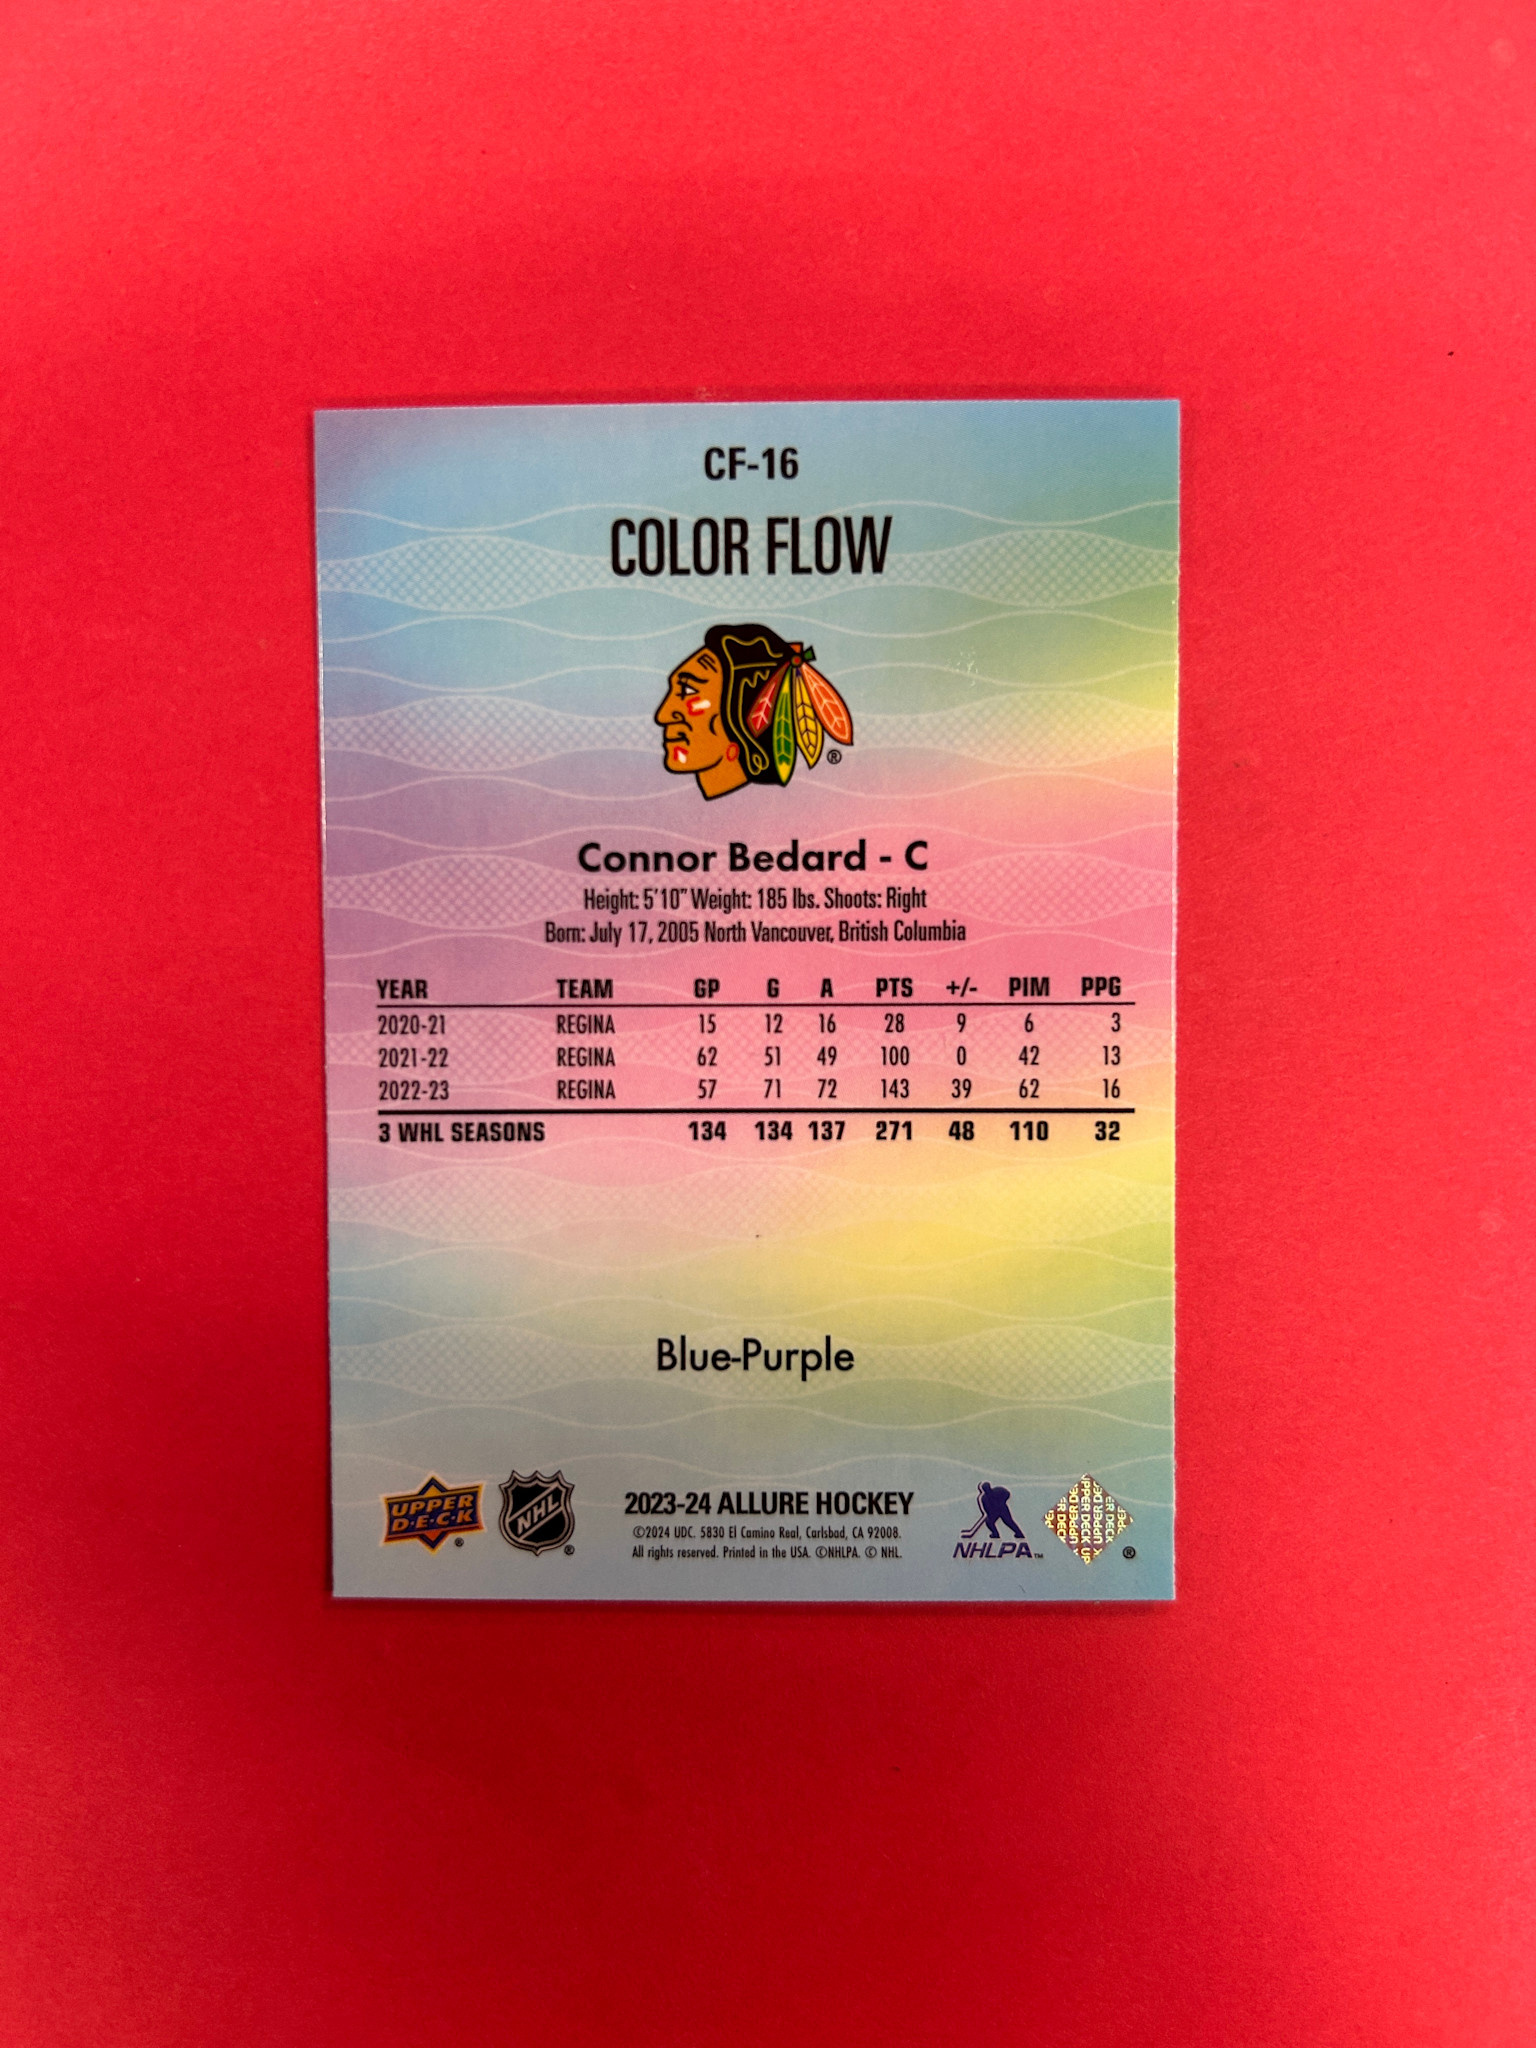 CF-16
COLOR FLOW
®
Connor Bedard - C
Height: 5'10" Weight: 185 lbs. Shoots: Right
Born: July 17, 2005 North Vancouver, British Columbia
YEAR TEAM GP G A PTS +/- PIM PPG
2020-21 REGINA 15 12 16 28 9 6 3
2021-22 REGINA 62 51 49 100 0 42 13
2022-23 REGINA 57 71 72 143 39 62 16
3 WHL SEASONS 134 134 137 271 48 110 32
Blue-Purple
UPPER
D·E·C·K
®
NHL
®
2023-24 ALLURE HOCKEY
©2024 UDC. 5830 El Camino Real, Carlsbad, CA 92008.
All rights reserved. Printed in the USA. ©NHLPA. © NHL.
NHLPA™
UPPER DECK
®